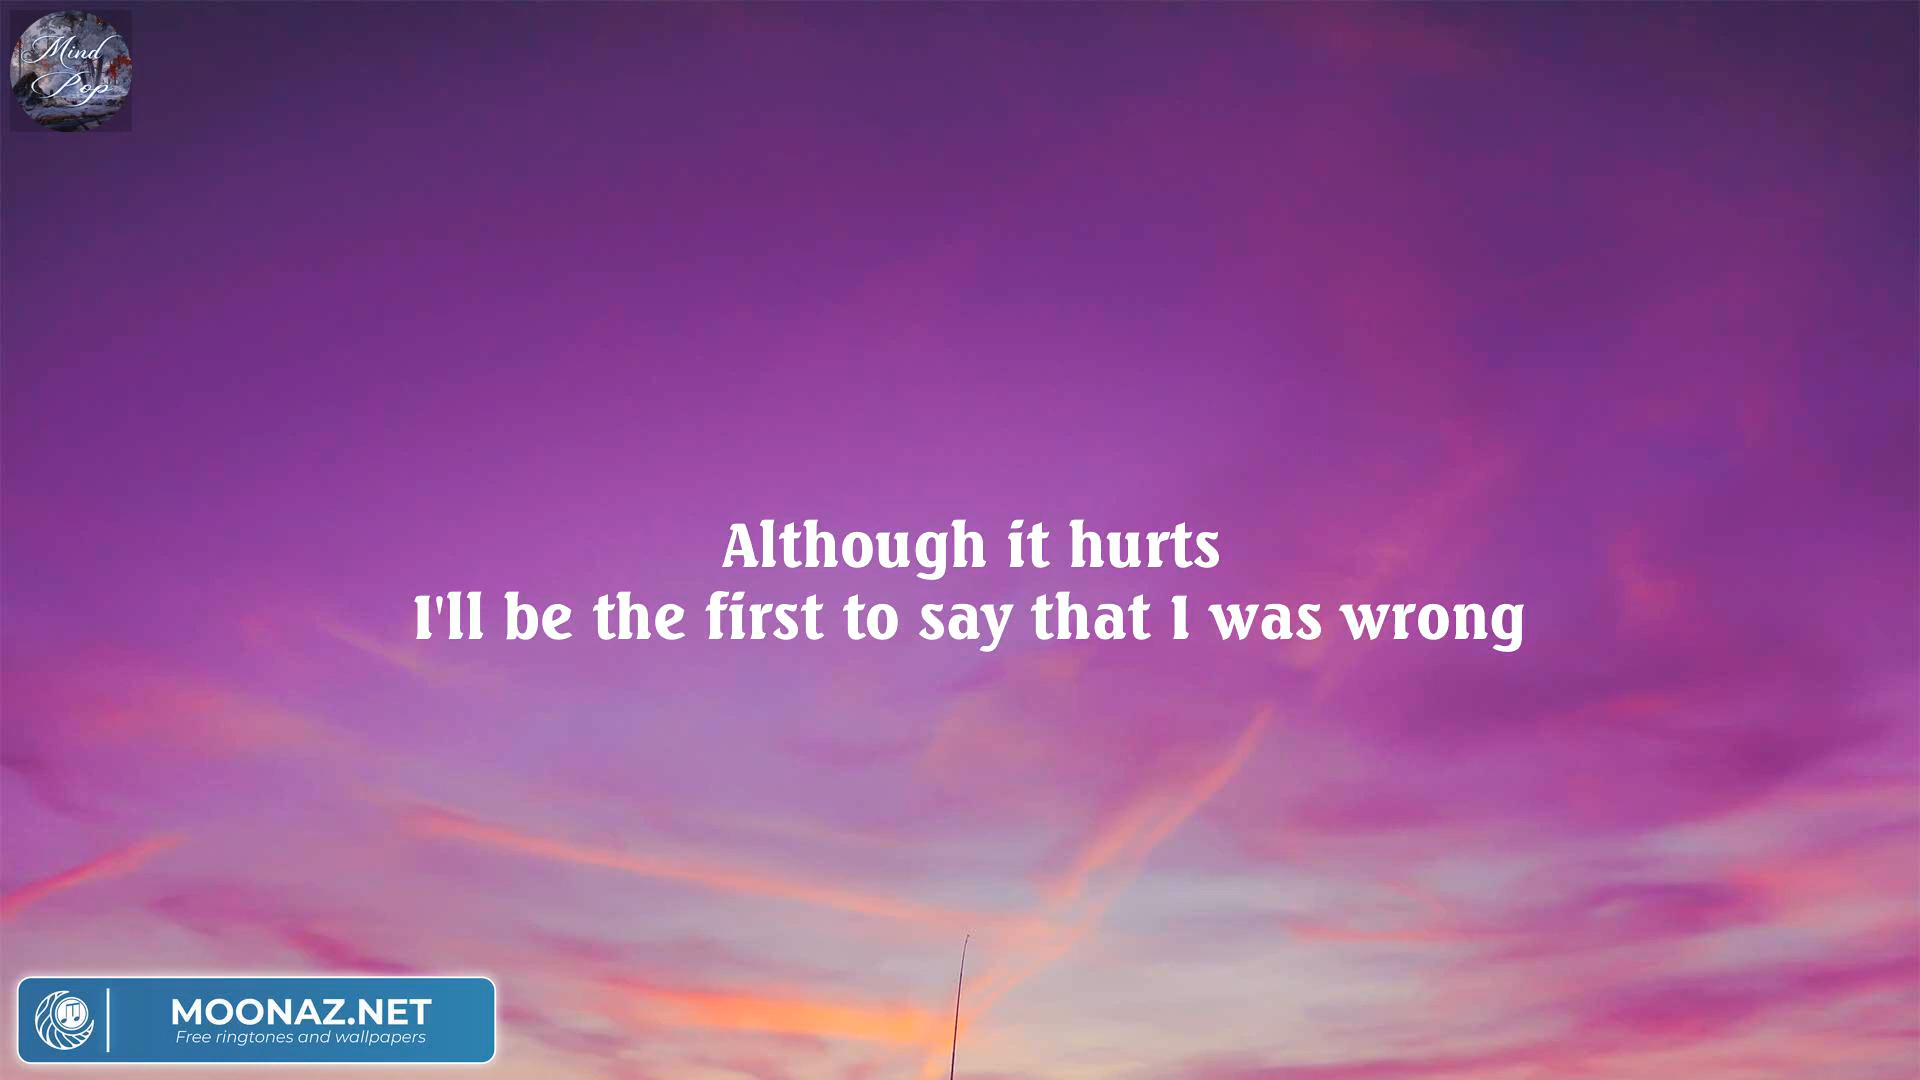 Mind
Pop
Although it hurts
I'll be the first to say that I was wrong
MOONAZ.NET
Free ringtones and wallpapers